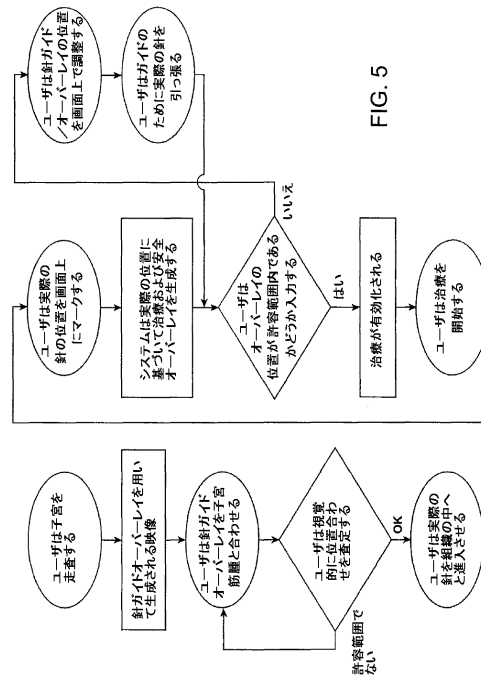 ユーザは子宮を
走査する
針ガイドオーバーレイを用い
て生成される映像
ユーザは針ガイド
オーバーレイを子宮
筋腫と合わせる
ユーザは視覚
的に位置合わ
せを査定する
許容範囲で
ない
OK
ユーザは実際の
針を組織の中へ
と進入させる
ユーザは実際の
針の位置を画面上
にマークする
システムは実際の位置に
基づいて治療および安全
オーバーレイを生成する
ユーザは
オーバーレイの
位置が許容範囲内である
かどうか入力する
いいえ
はい
治療が有効化される
ユーザは治療を
開始する
ユーザは針ガイド
/オーバーレイの位置
を画面上で調整する
ユーザはガイドの
ために実際の針を
引っ張る
FIG. 5